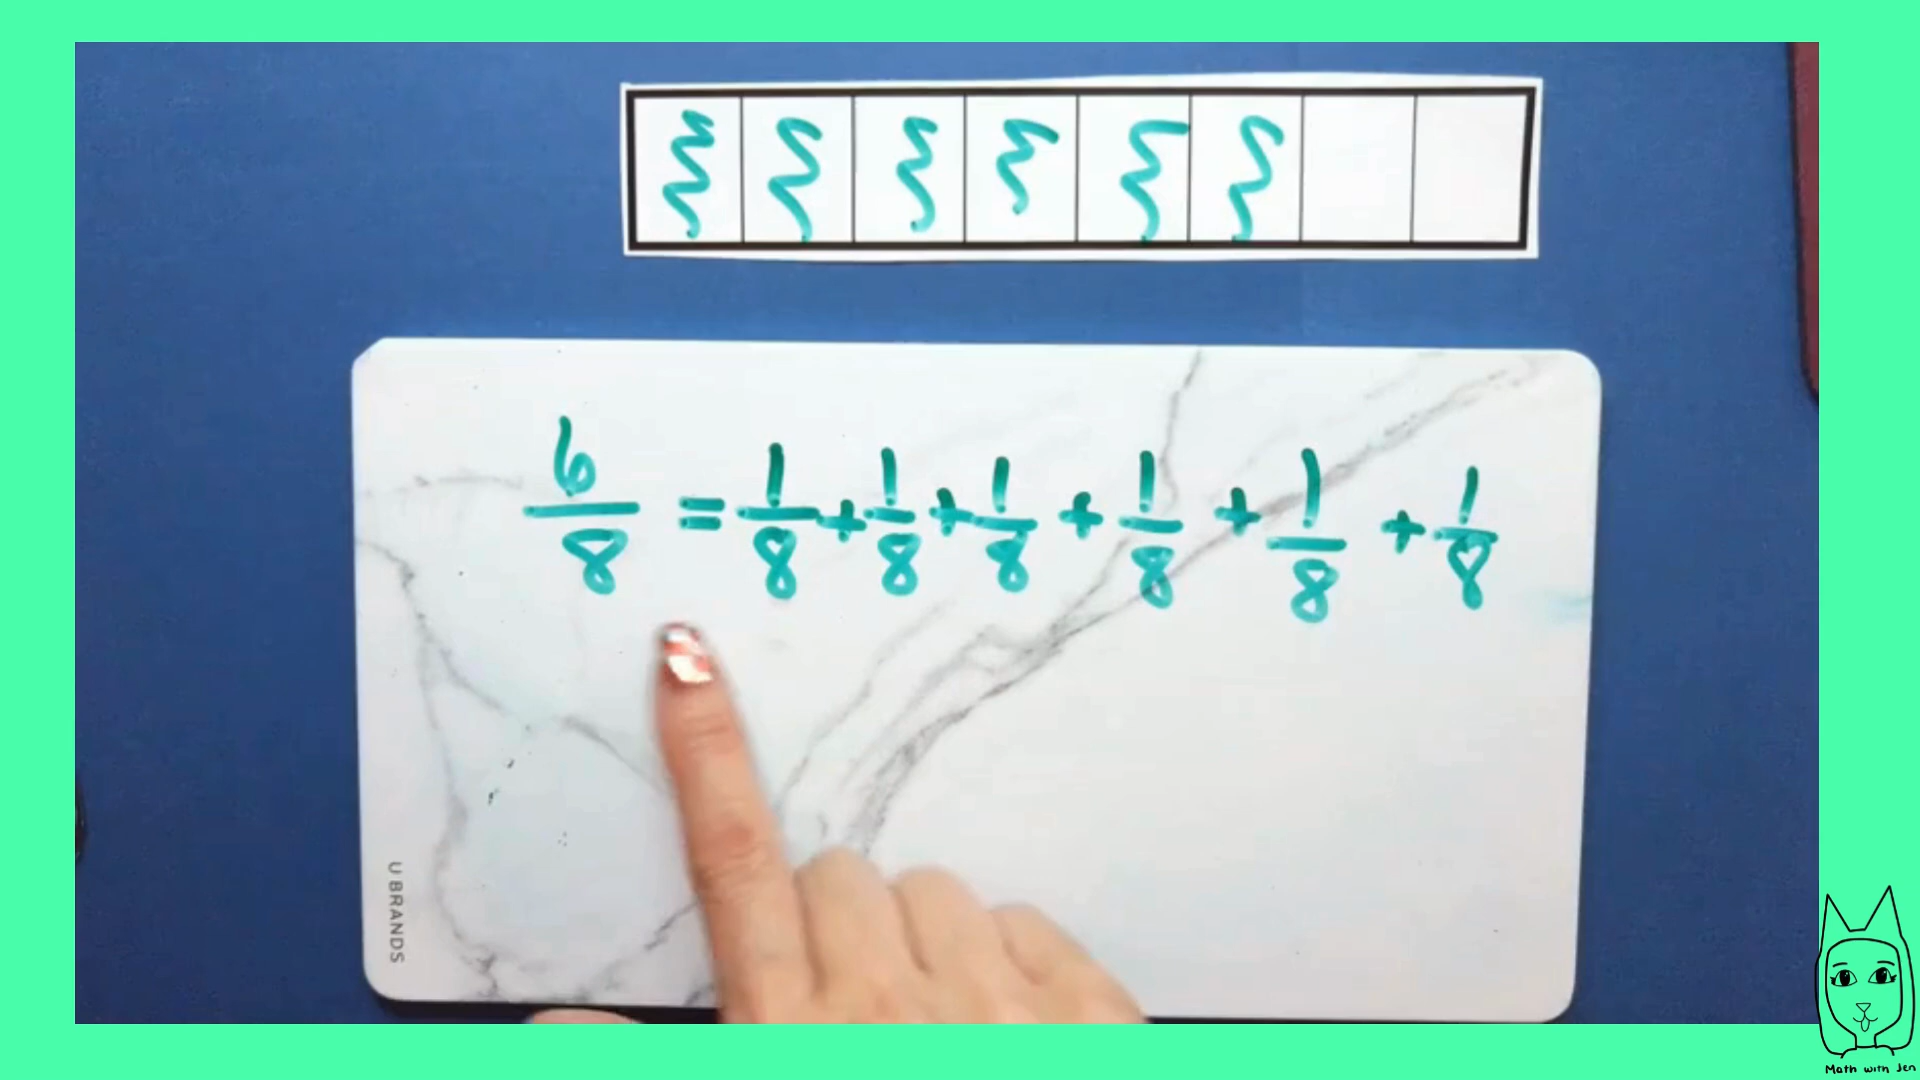 6/8 = 1/8 + 1/8 + 1/8 + 1/8 + 1/8 + 1/8
U BRANDS
Math with Jen